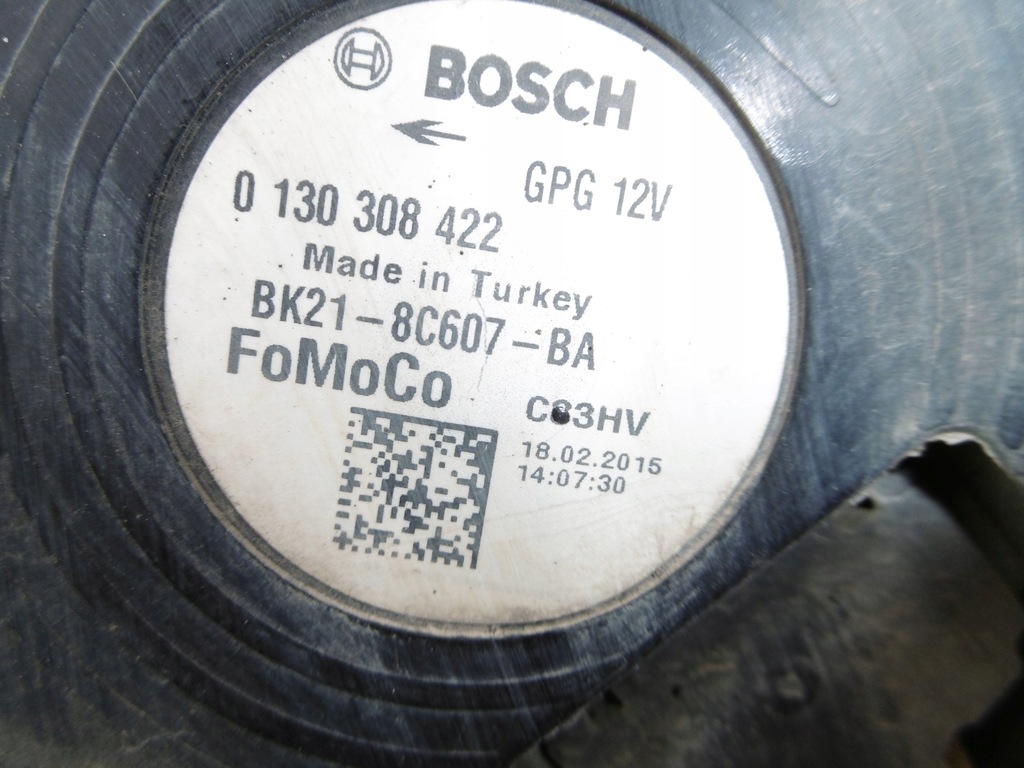 BOSCH
GPG 12V
0 130 308 422
Made in Turkey
BK21-8C607-BA
FoMoCo
18.02.2015
14:07:30